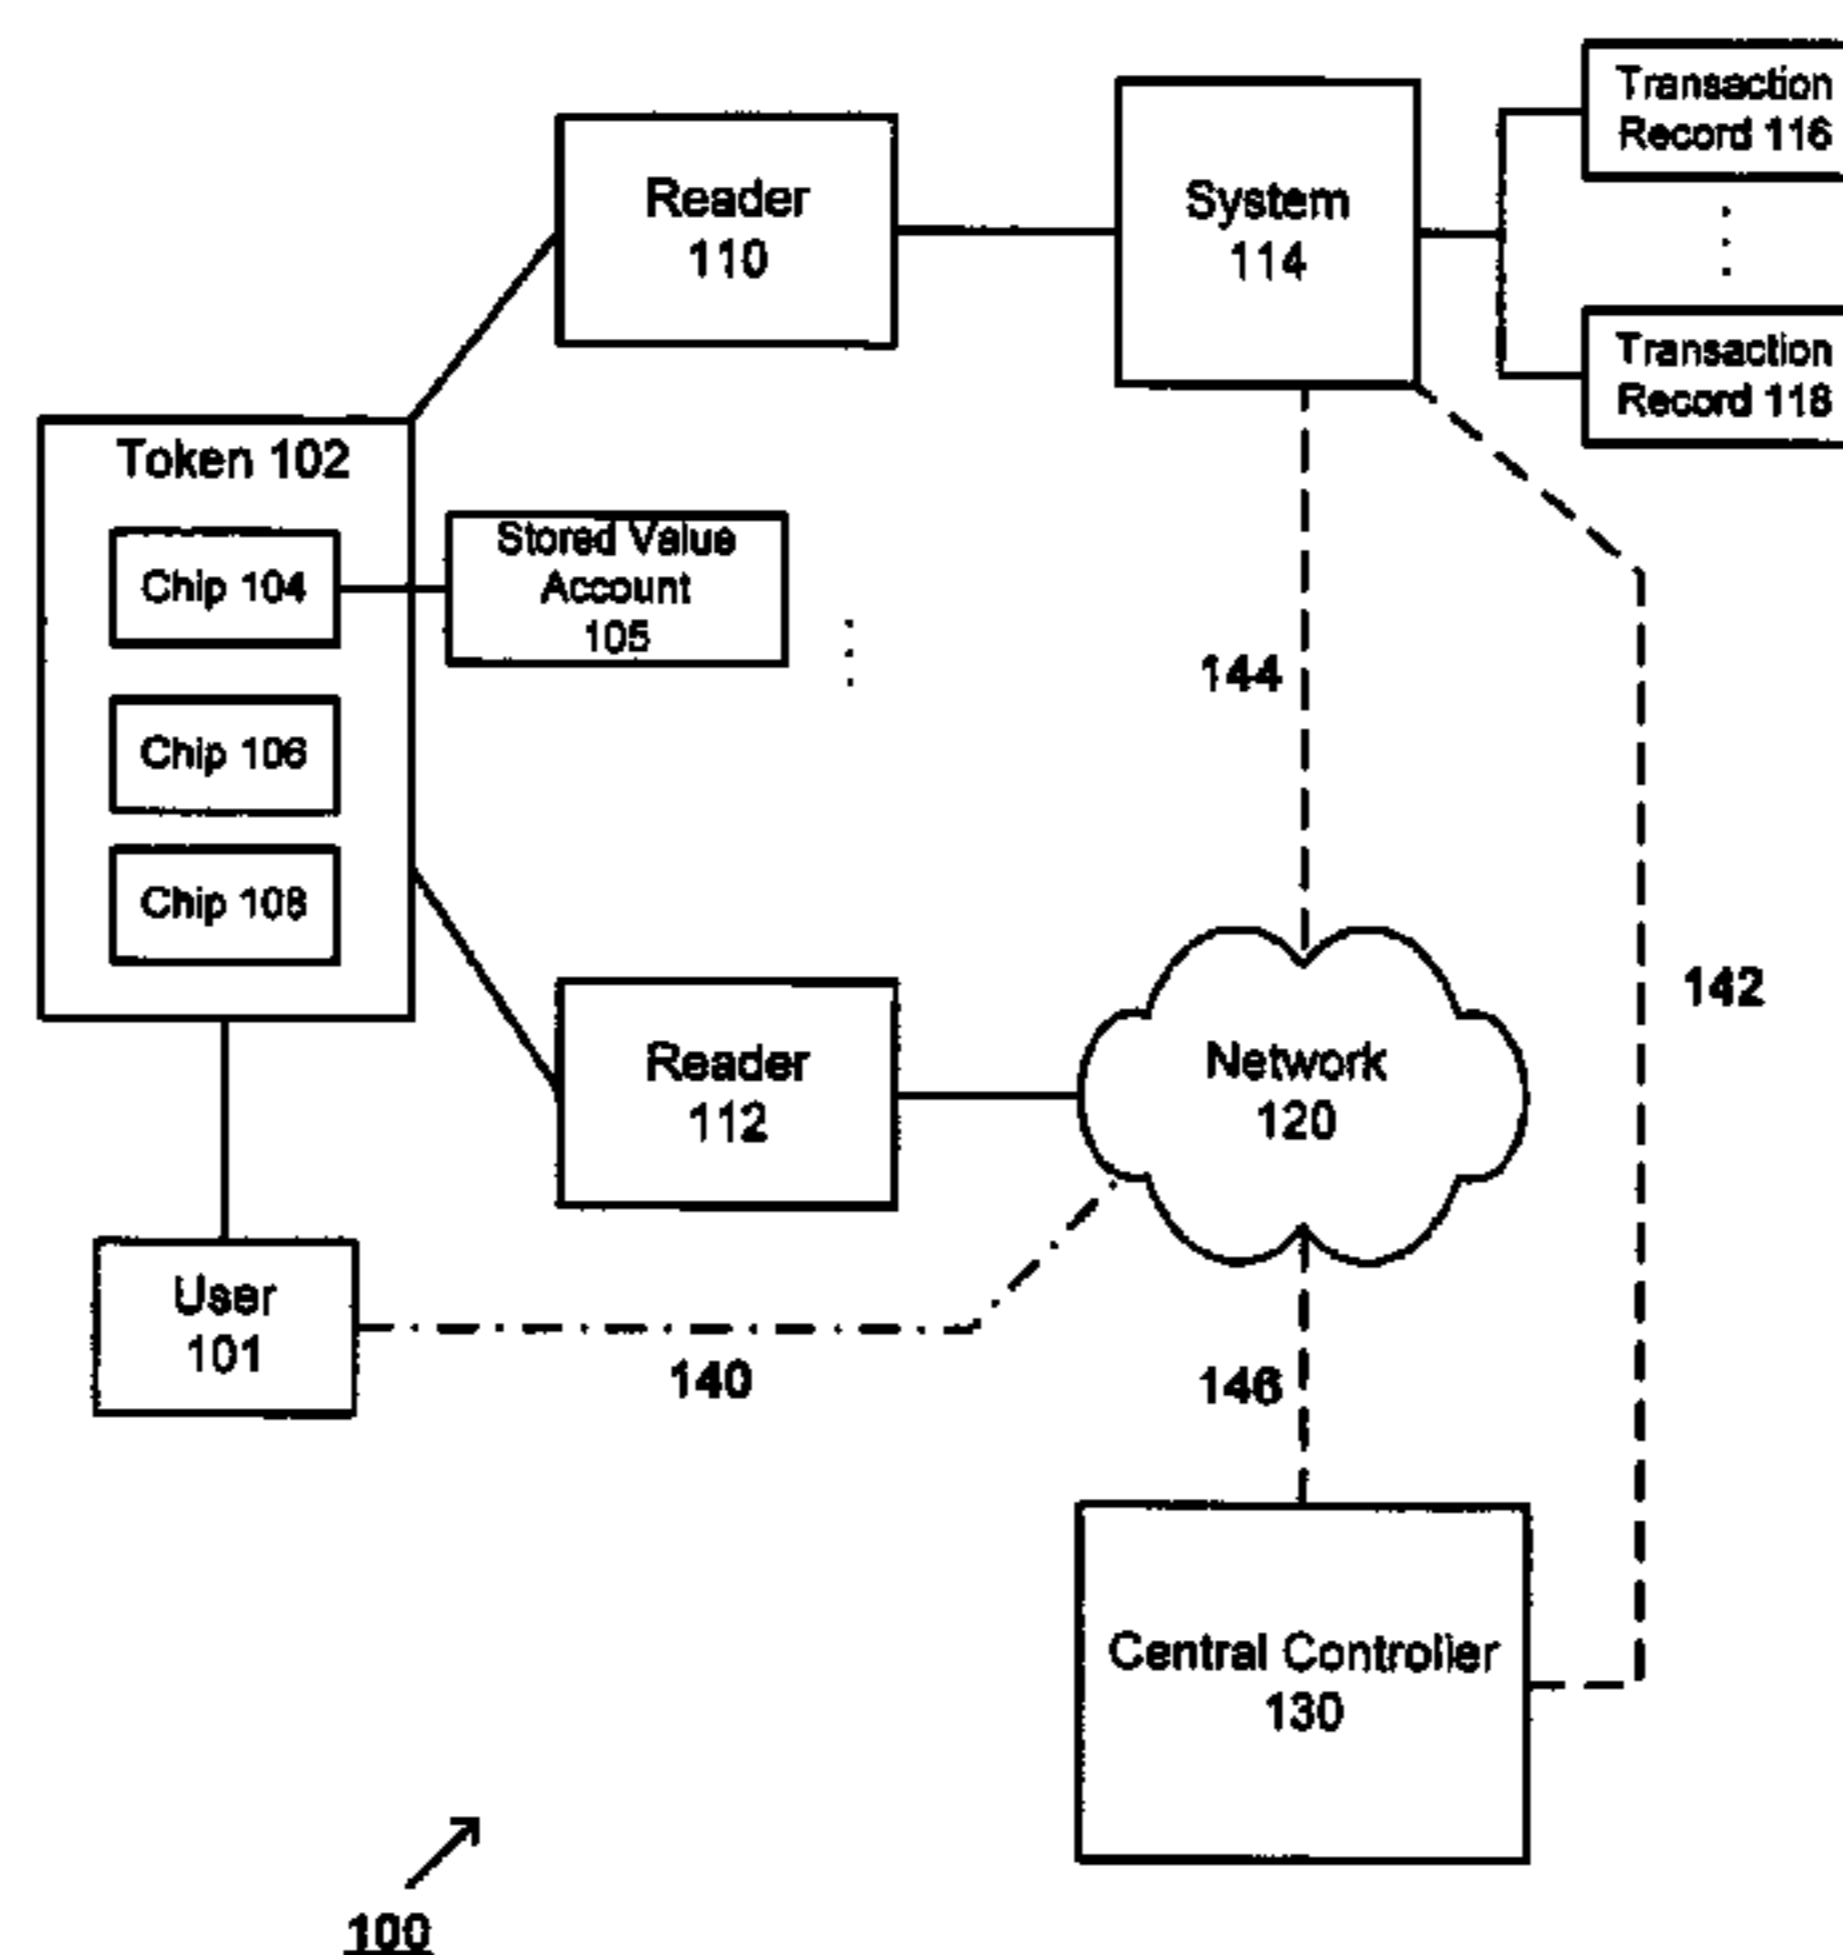 Transaction
Record 116
Reader
110
System
114
Transaction
Record 118
Token 102
Stored Value
Account
105
Chip 104
144
Chip 106
Chip 108
142
Reader
112
Network
120
User
101
140
146
Central Controller
130
100